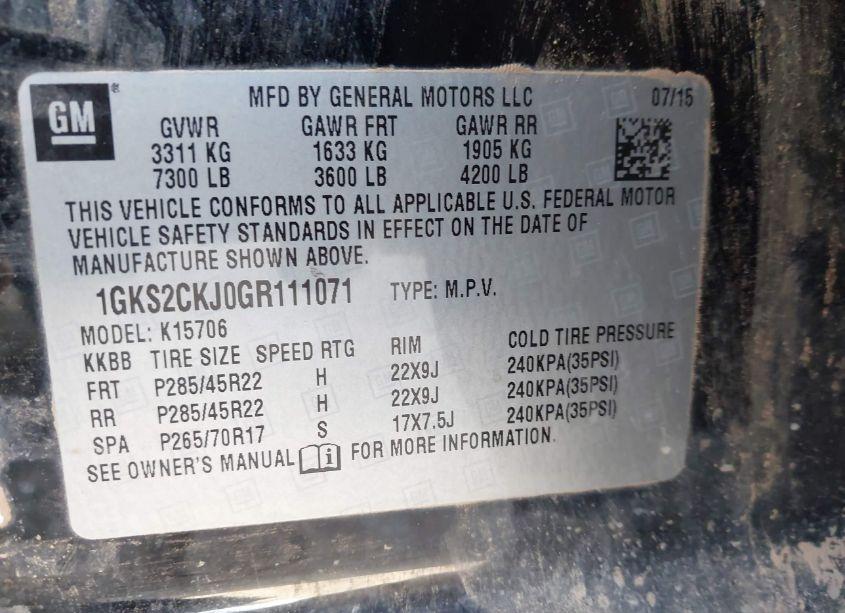 GM
MFD BY GENERAL MOTORS LLC 07/15
GVWR GAWR FRT GAWR RR
3311 KG 1633 KG 1905 KG
7300 LB 3600 LB 4200 LB
THIS VEHICLE CONFORMS TO ALL APPLICABLE U.S. FEDERAL MOTOR
VEHICLE SAFETY STANDARDS IN EFFECT ON THE DATE OF
MANUFACTURE SHOWN ABOVE.
1GKS2CKJ0GR111071 TYPE: M.P.V.
MODEL: K15706
KKBB TIRE SIZE SPEED RTG RIM COLD TIRE PRESSURE
FRT P285/45R22 H 22X9J 240KPA(35PSI)
RR P285/45R22 H 22X9J 240KPA(35PSI)
SPA P265/70R17 S 17X7.5J 240KPA(35PSI)
SEE OWNER'S MANUAL i FOR MORE INFORMATION.